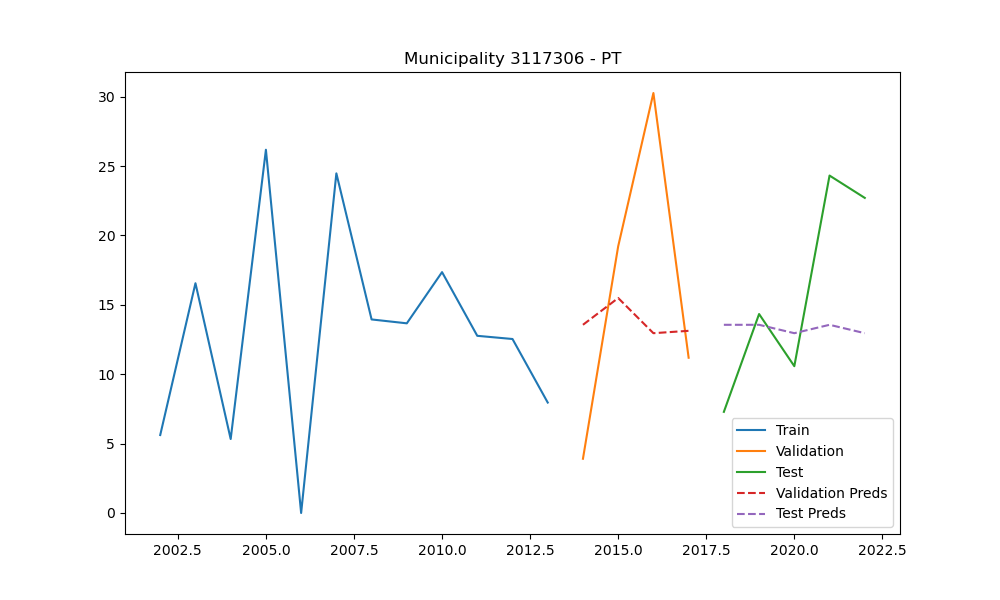 Municipality 3117306 - PT
30
25
20
15
10
5
0
2002.5 2005.0 2007.5 2010.0 2012.5 2015.0 2017.5 2020.0 2022.5
Train
Validation
Test
Validation Preds
Test Preds